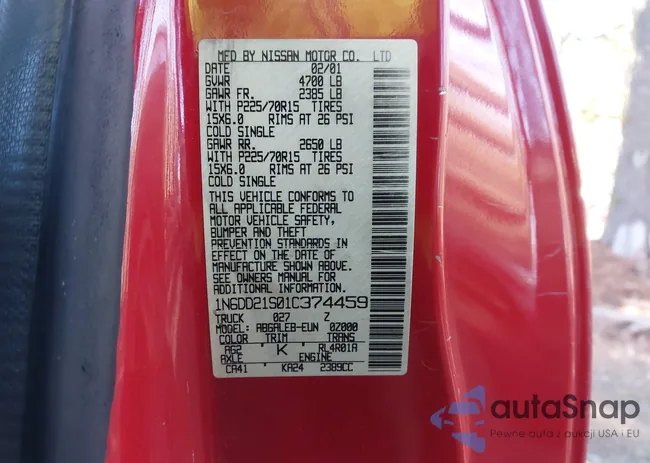 MFD BY NISSAN MOTOR CO. LTD
DATE 02/01
GVWR 4700 LB
GAWR FR. 2385 LB
WITH P225/70R15 TIRES
15X6.0 RIMS AT 26 PSI
COLD SINGLE
GAWR RR. 2650 LB
WITH P225/70R15 TIRES
15X6.0 RIMS AT 26 PSI
COLD SINGLE
THIS VEHICLE CONFORMS TO
ALL APPLICABLE FEDERAL
MOTOR VEHICLE SAFETY,
BUMPER AND THEFT
PREVENTION STANDARDS IN
EFFECT ON THE DATE OF
MANUFACTURE SHOWN ABOVE.
SEE OWNERS MANUAL FOR
ADDITIONAL INFORMATION.
1N6DD21S01C374459
TRUCK 027 Z
MODEL: AB6ALEB-EUN 0Z000
COLOR TRIM TRANS
AG2 K RL4R01A
AXLE ENGINE
CA41 KA24 2389CC
autaSnap
Pewne auta z aukcji USA i EU